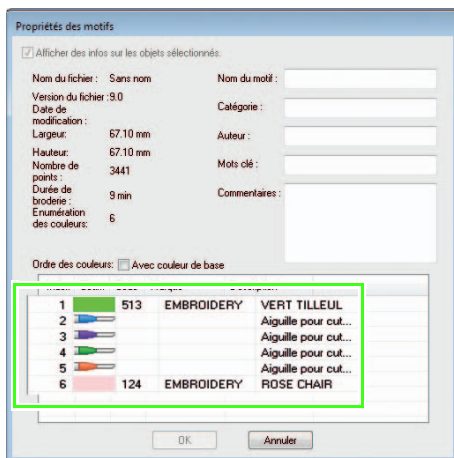 Propriétés des motifs
Afficher des infos sur les objets sélectionnés.
Nom du fichier : Sans nom
Nom du motif :
Version du fichier :9.0
Catégorie :
Date de
modification :
Largeur: 67.10 mm
Auteur :
Hauteur: 67.10 mm
Nombre de
points : 3441
Mots clé :
Durée de
broderie : 9 min
Commentaires :
Enumération
des couleurs: 6
Ordre des couleurs: Avec couleur de base
1 513 EMBROIDERY VERT TILLEUL
2 Aiguille pour cut...
3 Aiguille pour cut...
4 Aiguille pour cut...
5 Aiguille pour cut...
6 124 EMBROIDERY ROSE CHAIR
OK Annuler